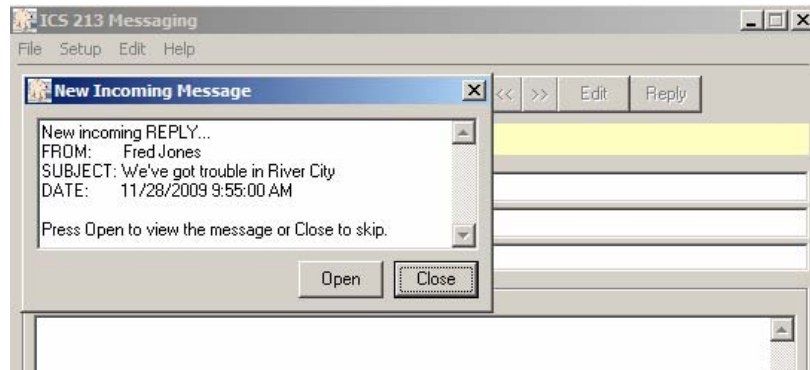 ICS 213 Messaging
File Setup Edit Help
New Incoming Message
<< >> Edit Reply
New incoming REPLY...
FROM: Fred Jones
SUBJECT: We've got trouble in River City
DATE: 11/28/2009 9:55:00 AM
Press Open to view the message or Close to skip.
Open Close